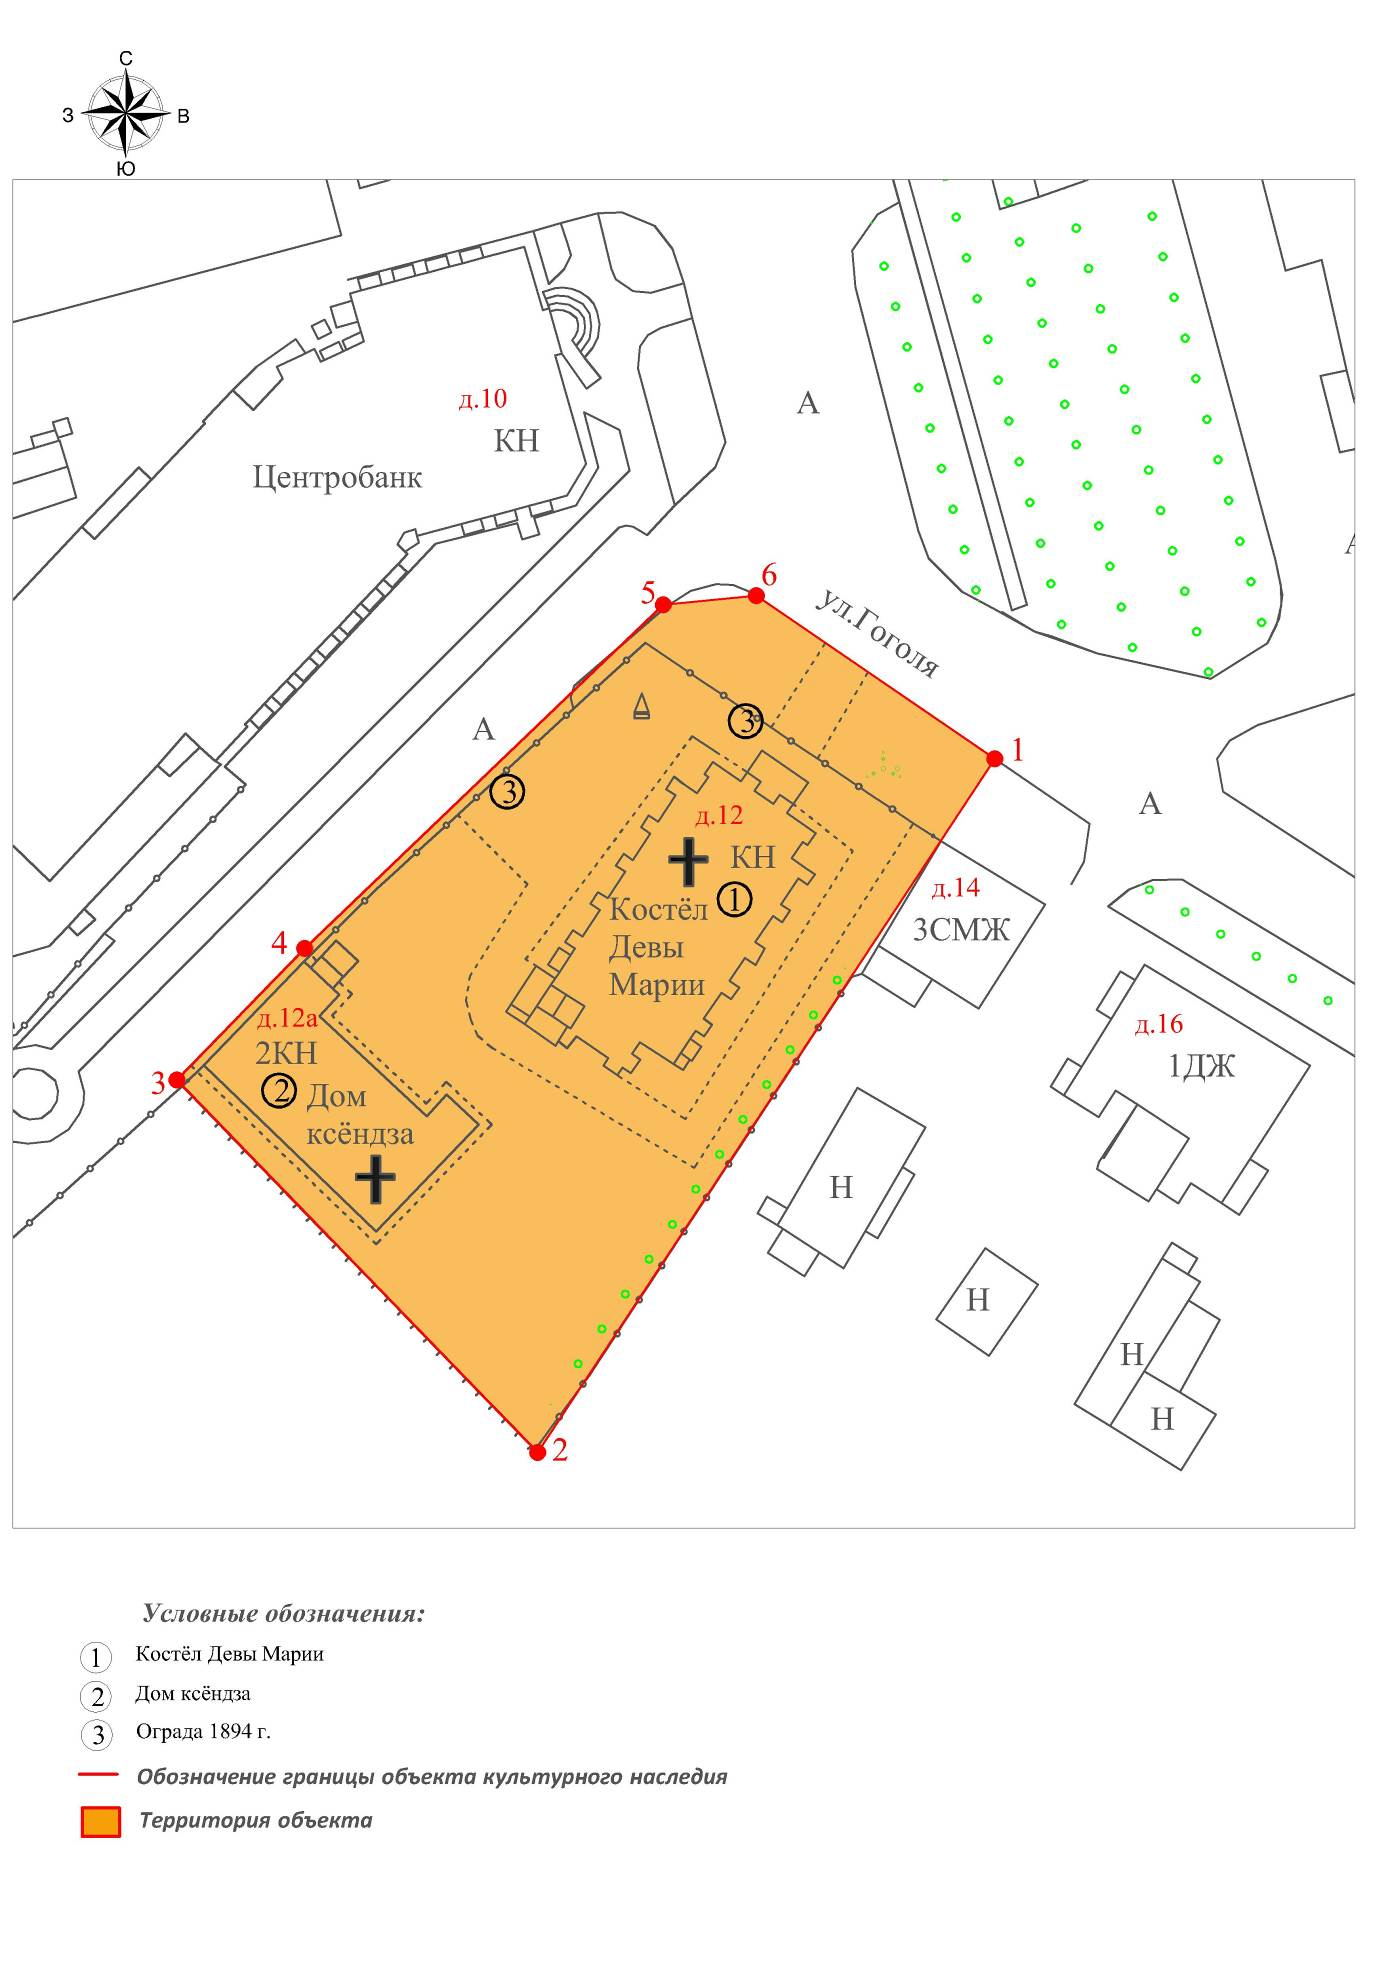 С
З
В
Ю
д.10
КН
А
Центробанк
А
6
5
ул.Гоголя
3
А
1
3
А
д.12
КН
1
д.14
Костёл
3СМЖ
Девы
Марии
4
д.12а
2КН
д.16
1ДЖ
3
2
Дом
ксёндза
Н
Н
Н
Н
2
Условные обозначения:
1 Костёл Девы Марии
2 Дом ксёндза
3 Ограда 1894 г.
Обозначение границы объекта культурного наследия
Территория объекта